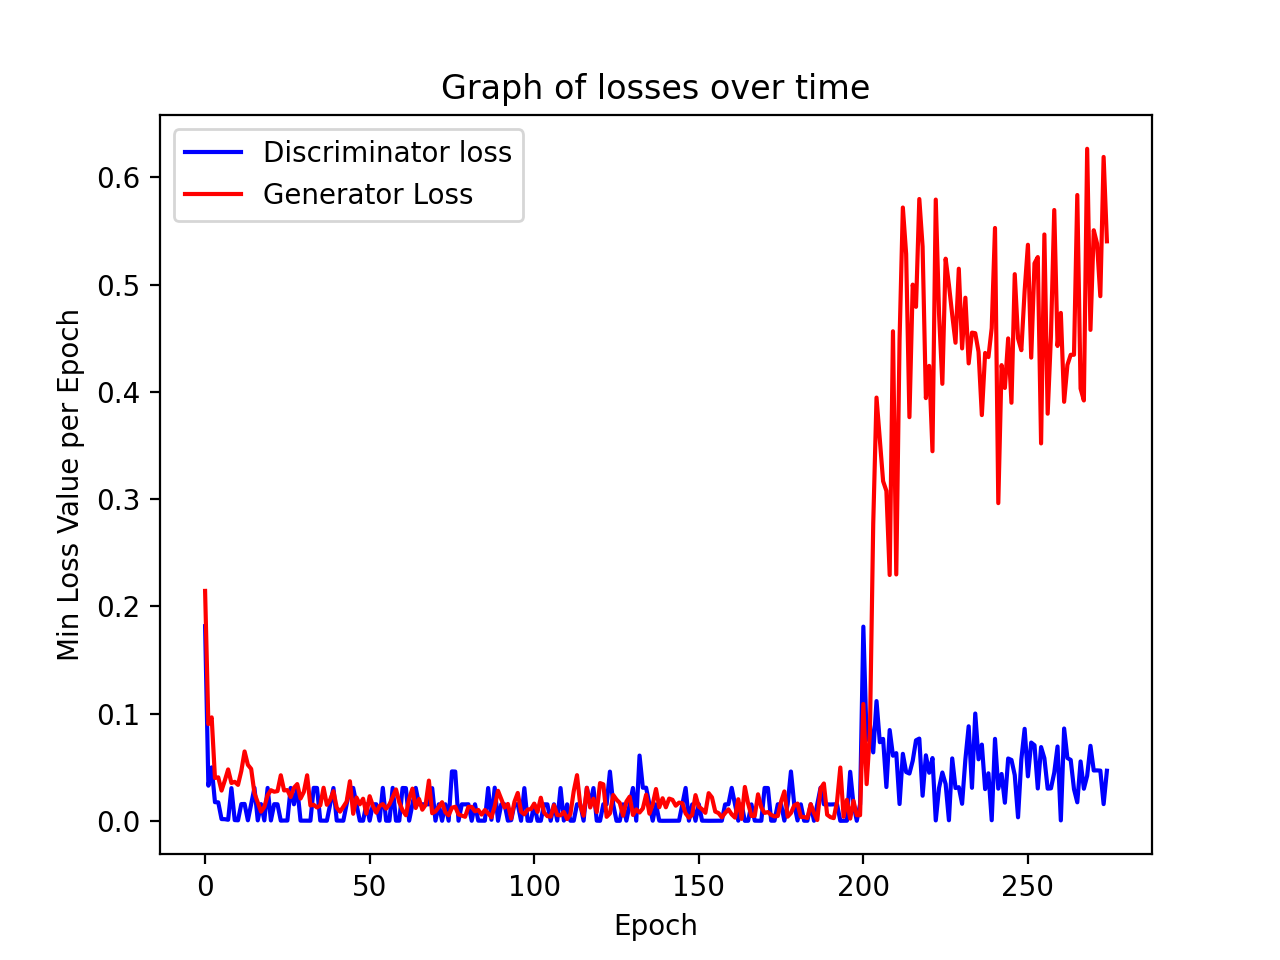 Graph of losses over time
Discriminator loss
Generator Loss
0.6
0.5
0.4
0.3
0.2
0.1
0.0
Min Loss Value per Epoch
0 50 100 150 200 250
Epoch